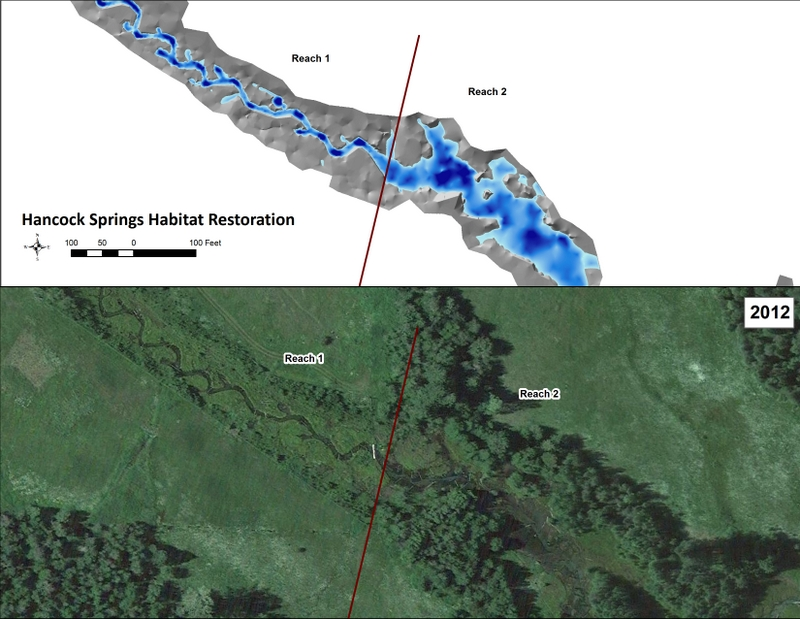 Reach 1
Reach 2
Hancock Springs Habitat Restoration
N
W E
S
100 50 0 100 Feet
2012
Reach 1
Reach 2